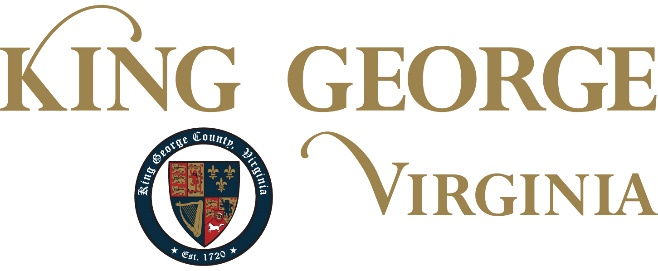 KING GEORGE
VIRGINIA
King George County, Virginia
★ Est. 1720 ★